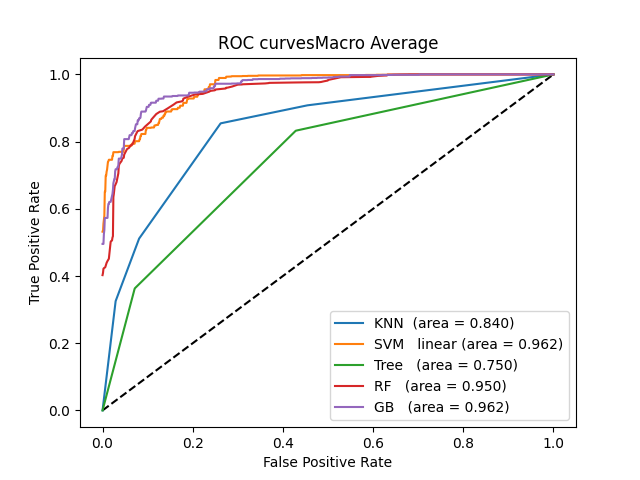 ROC curvesMacro Average
True Positive Rate
1.0
0.8
0.6
0.4
0.2
0.0
KNN  (area = 0.840)
SVM   linear (area = 0.962)
Tree   (area = 0.750)
RF   (area = 0.950)
GB   (area = 0.962)
0.0 0.2 0.4 0.6 0.8 1.0
False Positive Rate